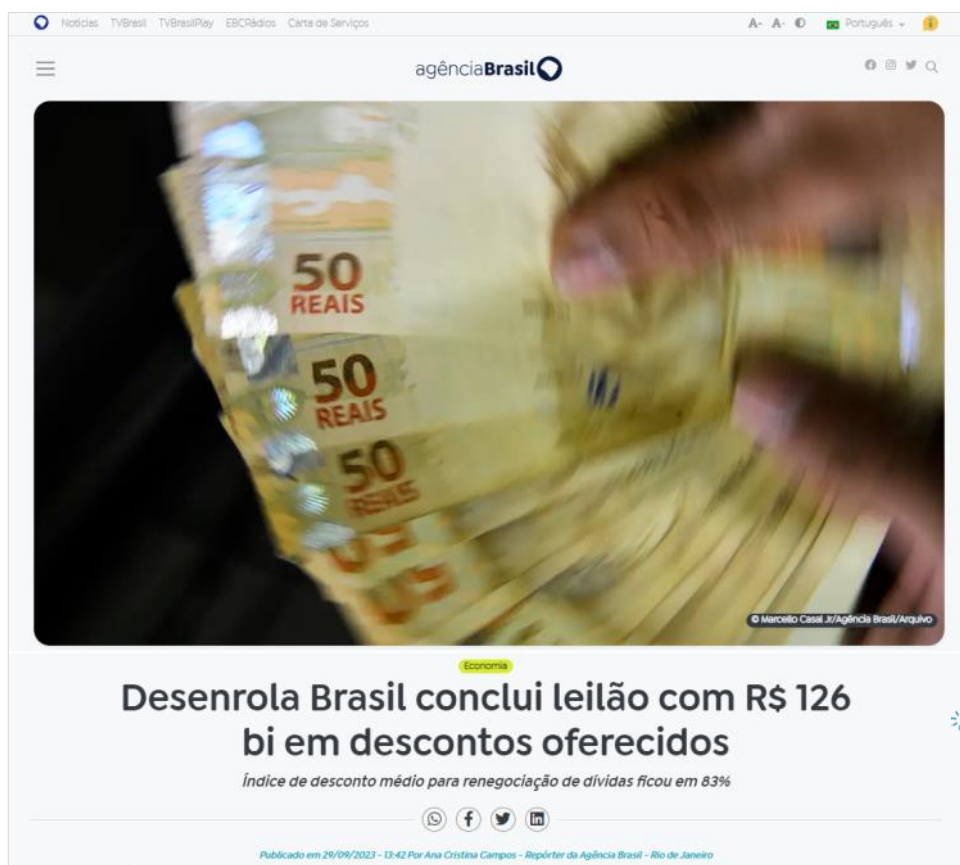 Notícias TVBrasil TVBrasilPlay EBCRádios Carta de Serviços A- A- Português
agênciaBrasil
50
REAIS
50
REAIS
50
REAIS
© Marcello Casal Jr/Agência Brasil/Arquivo
Economia
Desenrola Brasil conclui leilão com R$ 126
bi em descontos oferecidos
Índice de desconto médio para renegociação de dívidas ficou em 83%
Publicado em 29/09/2023 - 13:42 Por Ana Cristina Campos - Repórter da Agência Brasil - Rio de Janeiro